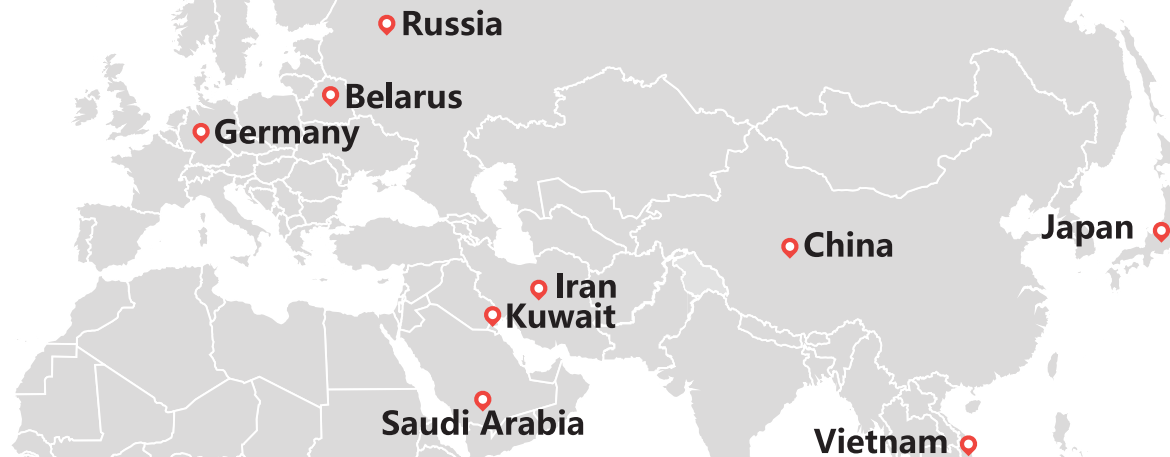 Russia
Belarus
Germany
Japan
China
Iran
Kuwait
Saudi Arabia
Vietnam